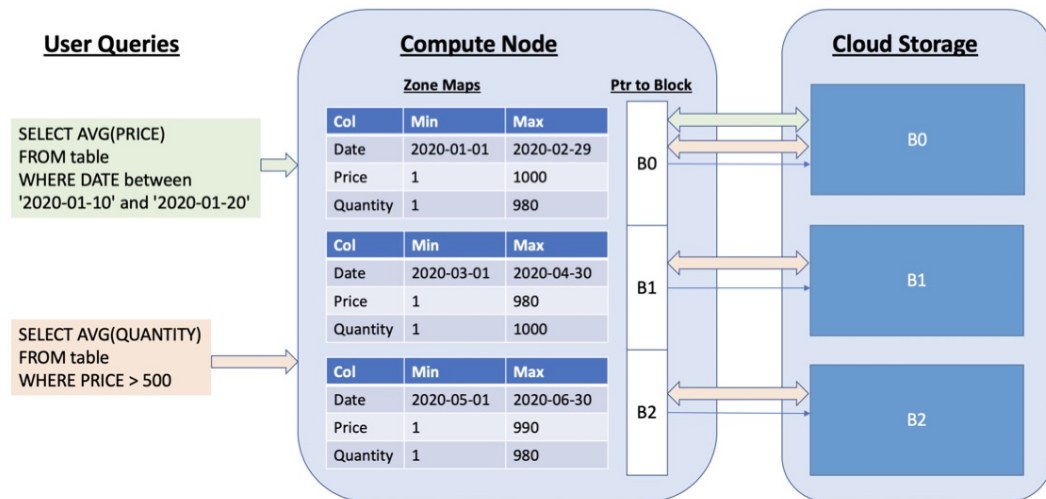 User Queries
Compute Node
Cloud Storage
Zone Maps
Ptr to Block
SELECT AVG(PRICE)
FROM table
WHERE DATE between
'2020-01-10' and '2020-01-20'
SELECT AVG(QUANTITY)
FROM table
WHERE PRICE > 500
Col Min Max
Date 2020-01-01 2020-02-29
Price 1 1000
Quantity 1 980
Col Min Max
Date 2020-03-01 2020-04-30
Price 1 980
Quantity 1 1000
Col Min Max
Date 2020-05-01 2020-06-30
Price 1 990
Quantity 1 980
B0
B1
B2
B0
B1
B2